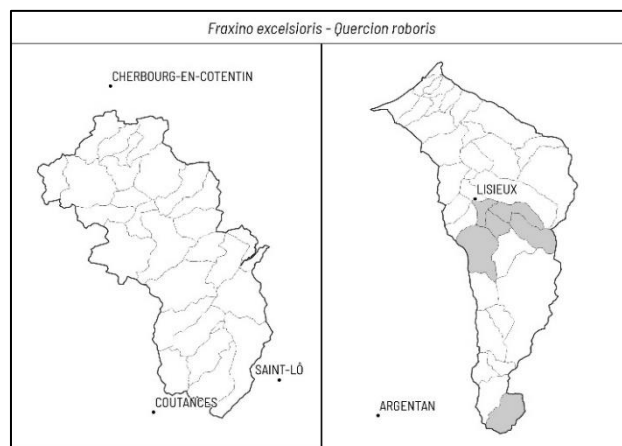 Fraxino excelsioris - Quercion roboris
CHERBOURG-EN-COTENTIN
SAINT-LÔ
COUTANCES
LISIEUX
ARGENTAN